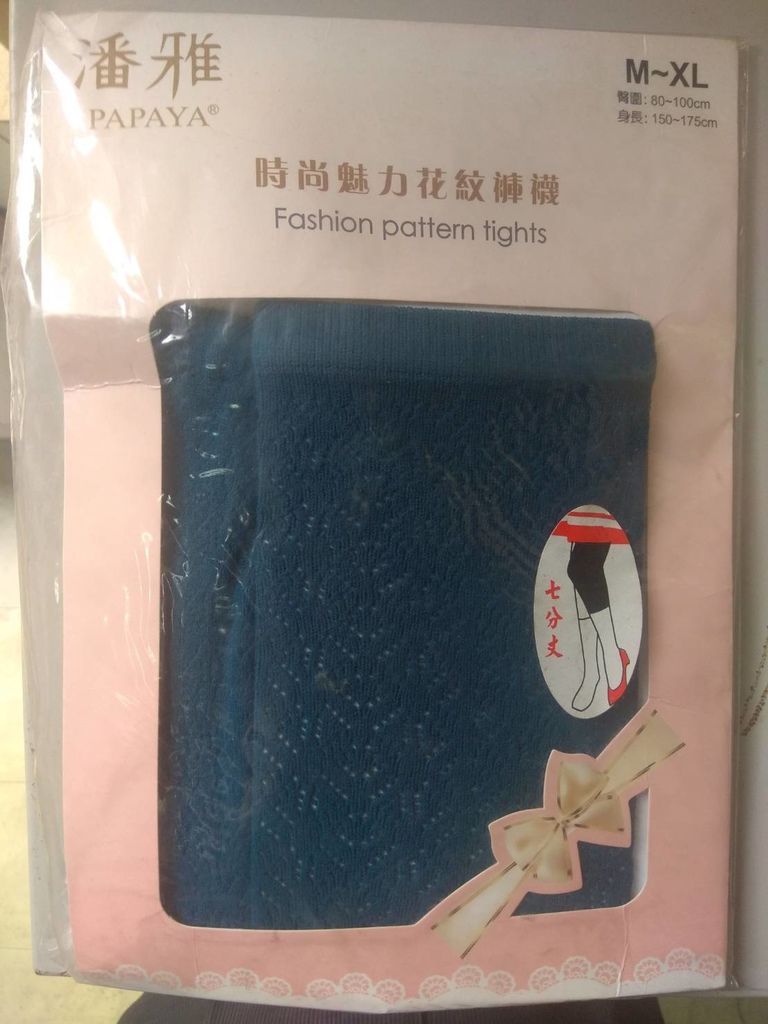 潘雅
PAPAYA®
M~XL
臀圍: 80~100cm
身長: 150~175cm
時尚魅力花紋褲襪
Fashion pattern tights
七分丈